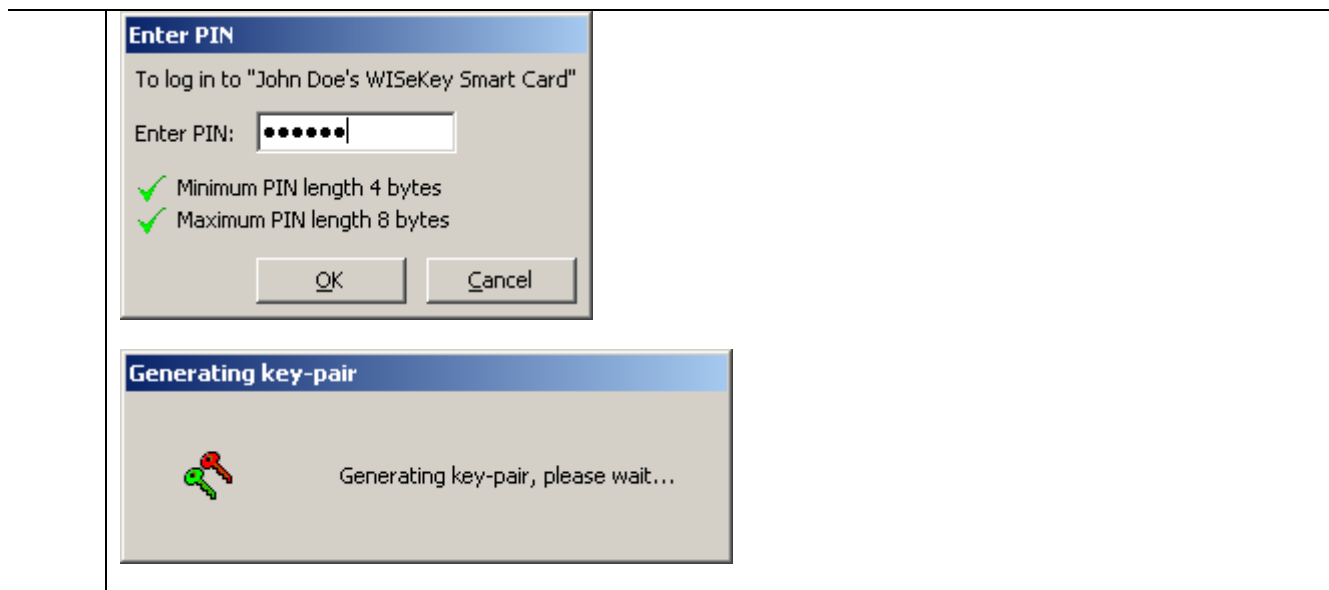 Enter PIN
To log in to "John Doe's WISeKey Smart Card"
Enter PIN: ●●●●●●
Minimum PIN length 4 bytes
Maximum PIN length 8 bytes
OK Cancel
Generating key-pair
Generating key-pair, please wait...